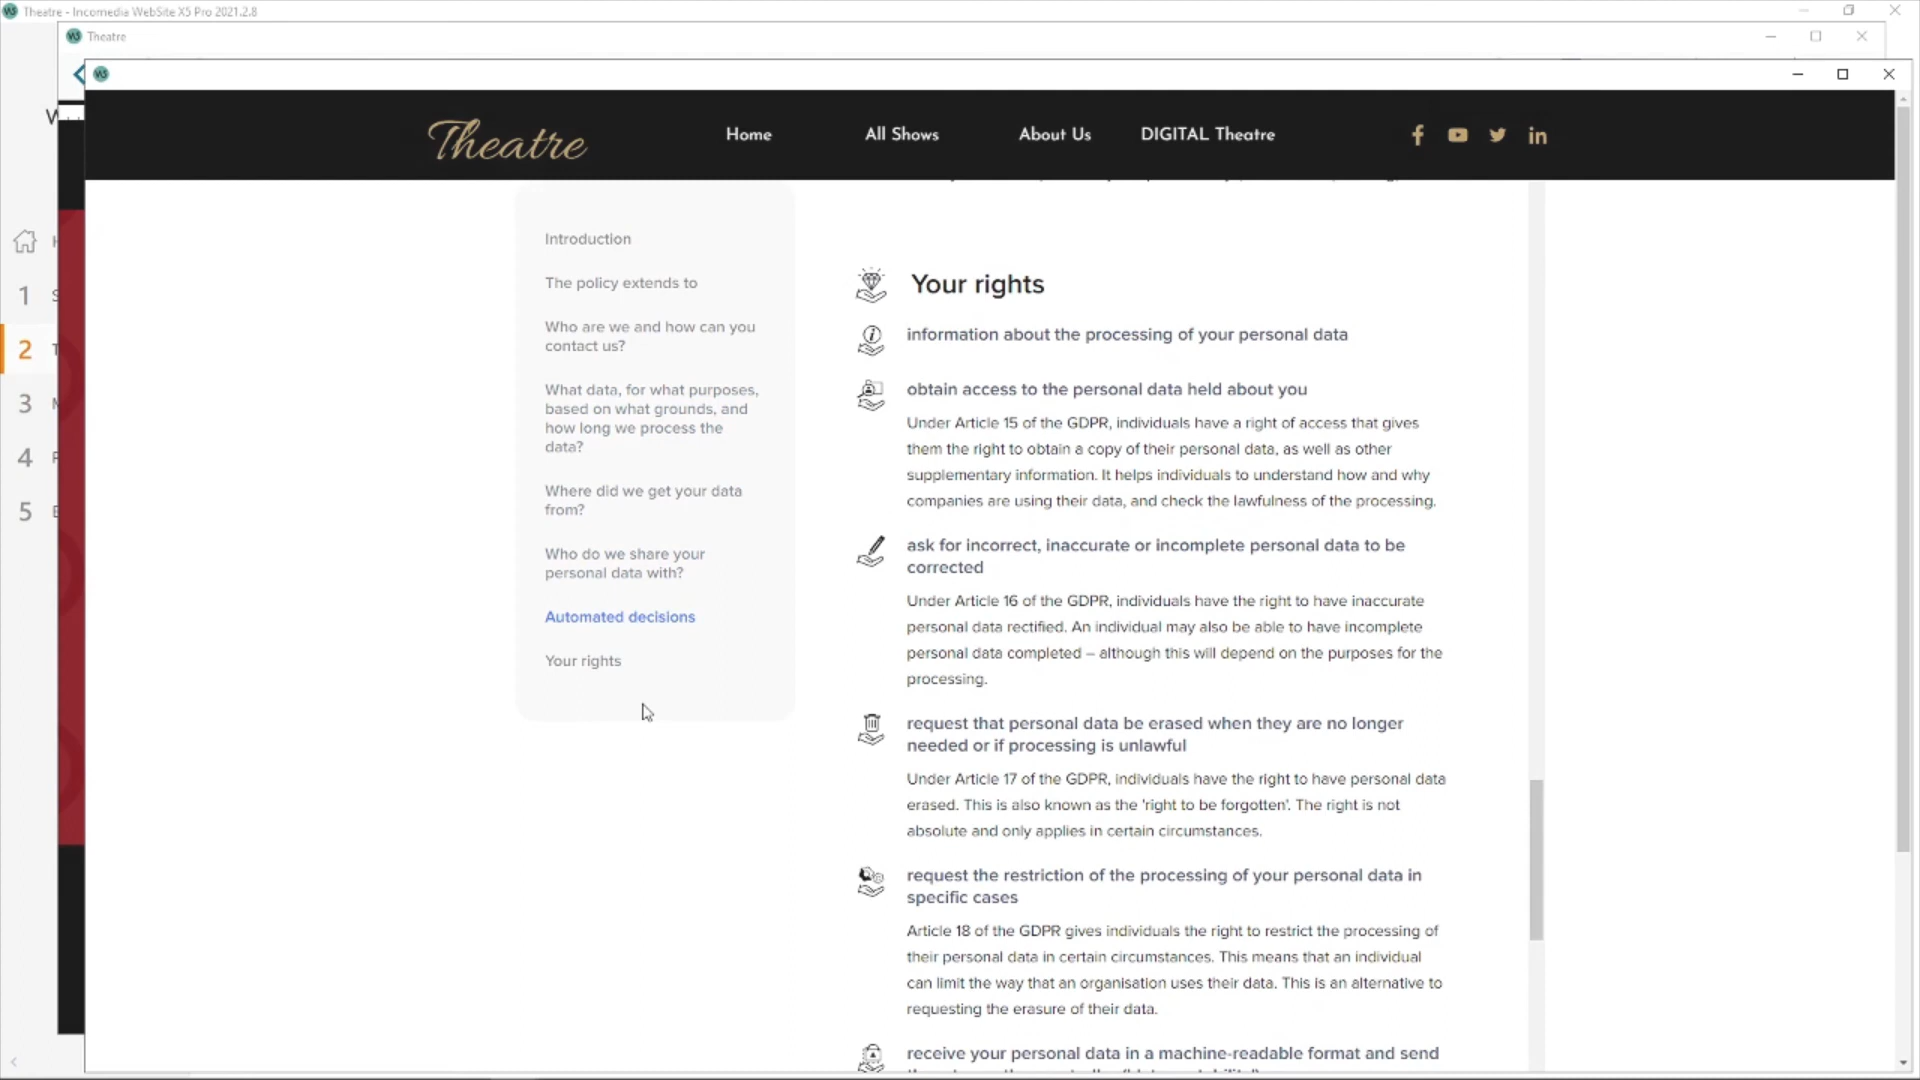 Theatre - Incomedia WebSite X5 Pro 2021.2.8
Theatre
Theatre
Home
All Shows
About Us
DIGITAL Theatre
1
2
3
4
5
Introduction
The policy extends to
Who are we and how can you
contact us?
What data, for what purposes,
based on what grounds, and
how long we process the
data?
Where did we get your data
from?
Who do we share your
personal data with?
Automated decisions
Your rights
Your rights
information about the processing of your personal data
obtain access to the personal data held about you
Under Article 15 of the GDPR, individuals have a right of access that gives
them the right to obtain a copy of their personal data, as well as other
supplementary information. It helps individuals to understand how and why
companies are using their data, and check the lawfulness of the processing.
ask for incorrect, inaccurate or incomplete personal data to be
corrected
Under Article 16 of the GDPR, individuals have the right to have inaccurate
personal data rectified. An individual may also be able to have incomplete
personal data completed – although this will depend on the purposes for the
processing.
request that personal data be erased when they are no longer
needed or if processing is unlawful
Under Article 17 of the GDPR, individuals have the right to have personal data
erased. This is also known as the 'right to be forgotten'. The right is not
absolute and only applies in certain circumstances.
request the restriction of the processing of your personal data in
specific cases
Article 18 of the GDPR gives individuals the right to restrict the processing of
their personal data in certain circumstances. This means that an individual
can limit the way that an organisation uses their data. This is an alternative to
requesting the erasure of their data.
receive your personal data in a machine-readable format and send